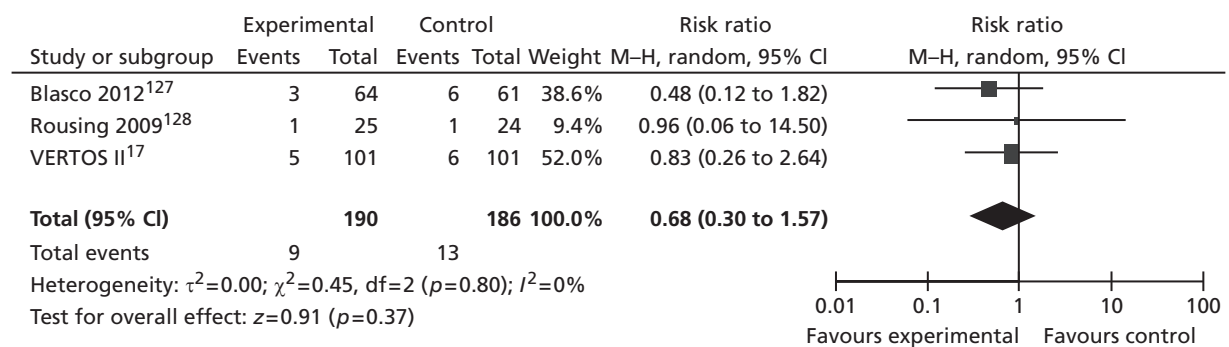 Experimental Control Risk ratio Risk ratio
Study or subgroup Events Total Events Total Weight M–H, random, 95% CI M–H, random, 95% CI
Blasco 2012¹²⁷ 3 64 6 61 38.6% 0.48 (0.12 to 1.82)
Rousing 2009¹²⁸ 1 25 1 24 9.4% 0.96 (0.06 to 14.50)
VERTOS II¹⁷ 5 101 6 101 52.0% 0.83 (0.26 to 2.64)
Total (95% CI) 190 186 100.0% 0.68 (0.30 to 1.57)
Total events 9 13
Heterogeneity: τ²=0.00; χ²=0.45, df=2 (p=0.80); I²=0%
Test for overall effect: z=0.91 (p=0.37)
0.01 0.1 1 10 100
Favours experimental Favours control